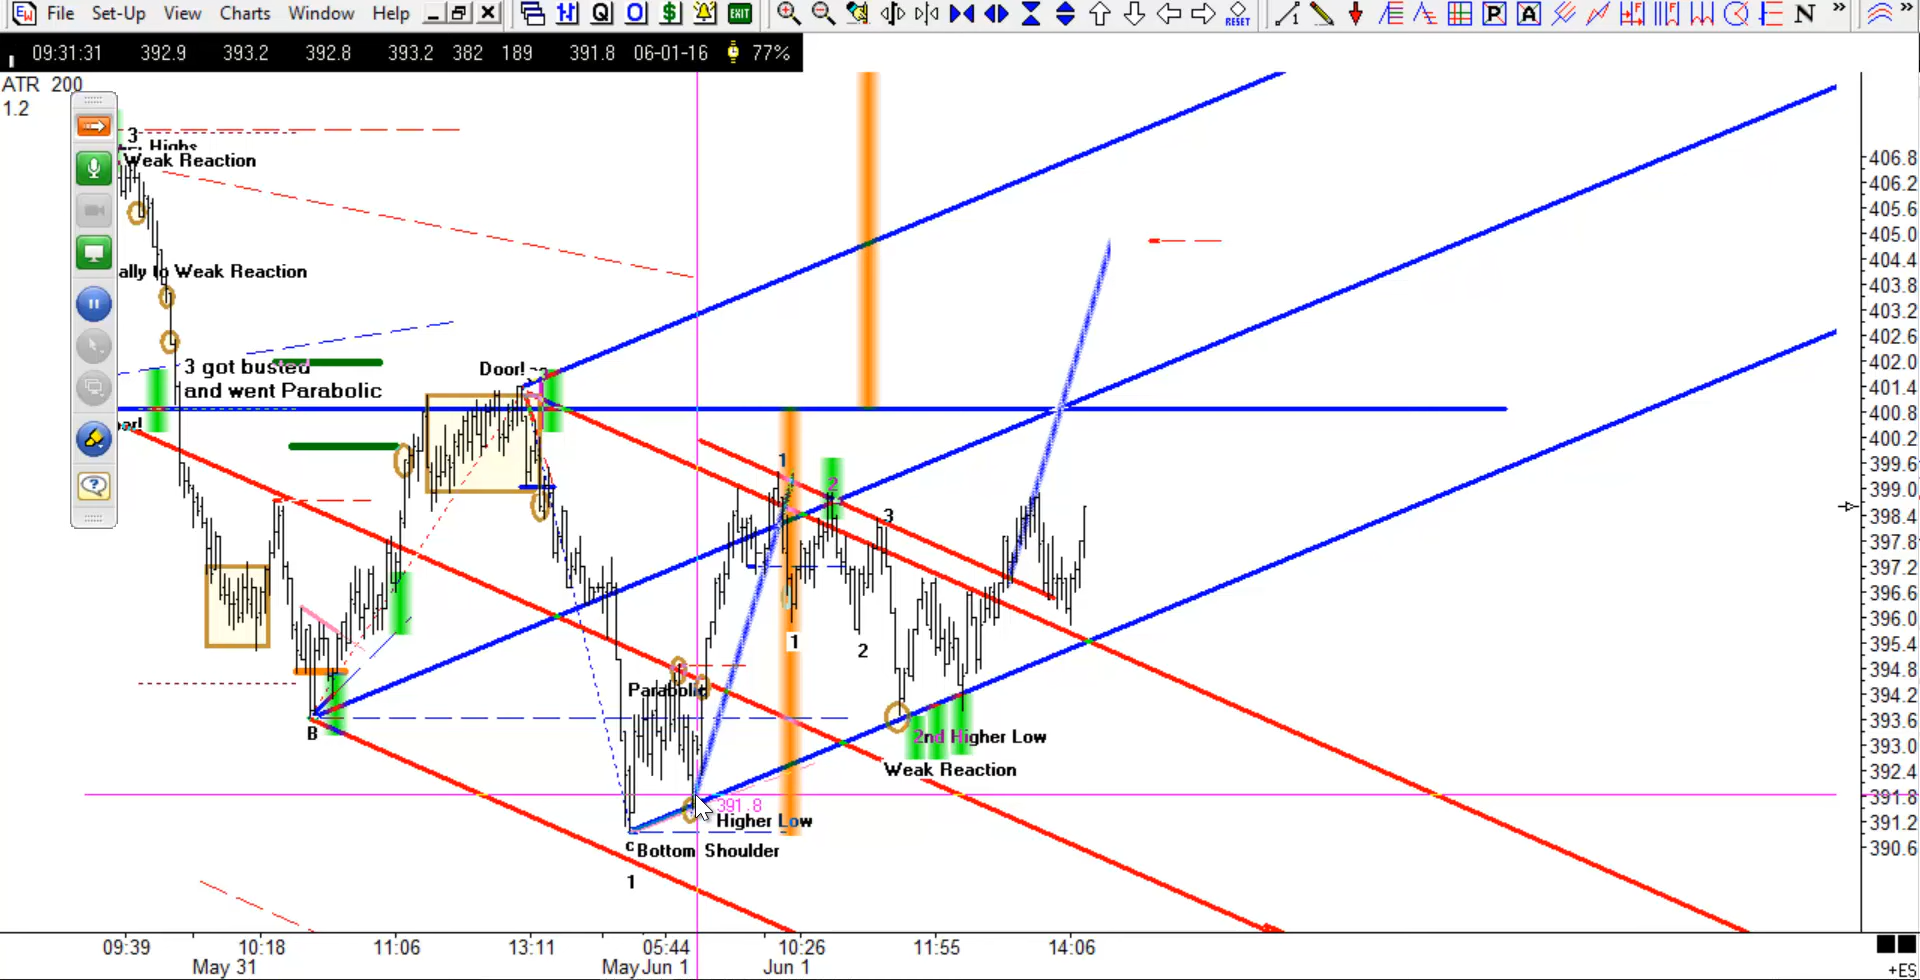 File Set-Up View Charts Window Help
EXIT RESET
09:31:31 392.9 393.2 392.8 393.2 382 189 391.8 06-01-16 77%
ATR 200
1.2
3
Highs
Weak Reaction
ally to Weak Reaction
3 got busted
and went Parabolic
Door!
1
2
3
1
2
Parabolic
B
2nd Higher Low
Weak Reaction
391.8
Higher Low
c Bottom Shoulder
1
406.8
406.2
405.6
405.0
404.4
403.8
403.2
402.6
402.0
401.4
400.8
400.2
399.6
399.0
398.4
397.8
397.2
396.6
396.0
395.4
394.8
394.2
393.6
393.0
392.4
391.8
391.2
390.6
09:39 10:18 11:06 13:11 05:44 10:26 11:55 14:06
May 31 May Jun 1 Jun 1
+ES